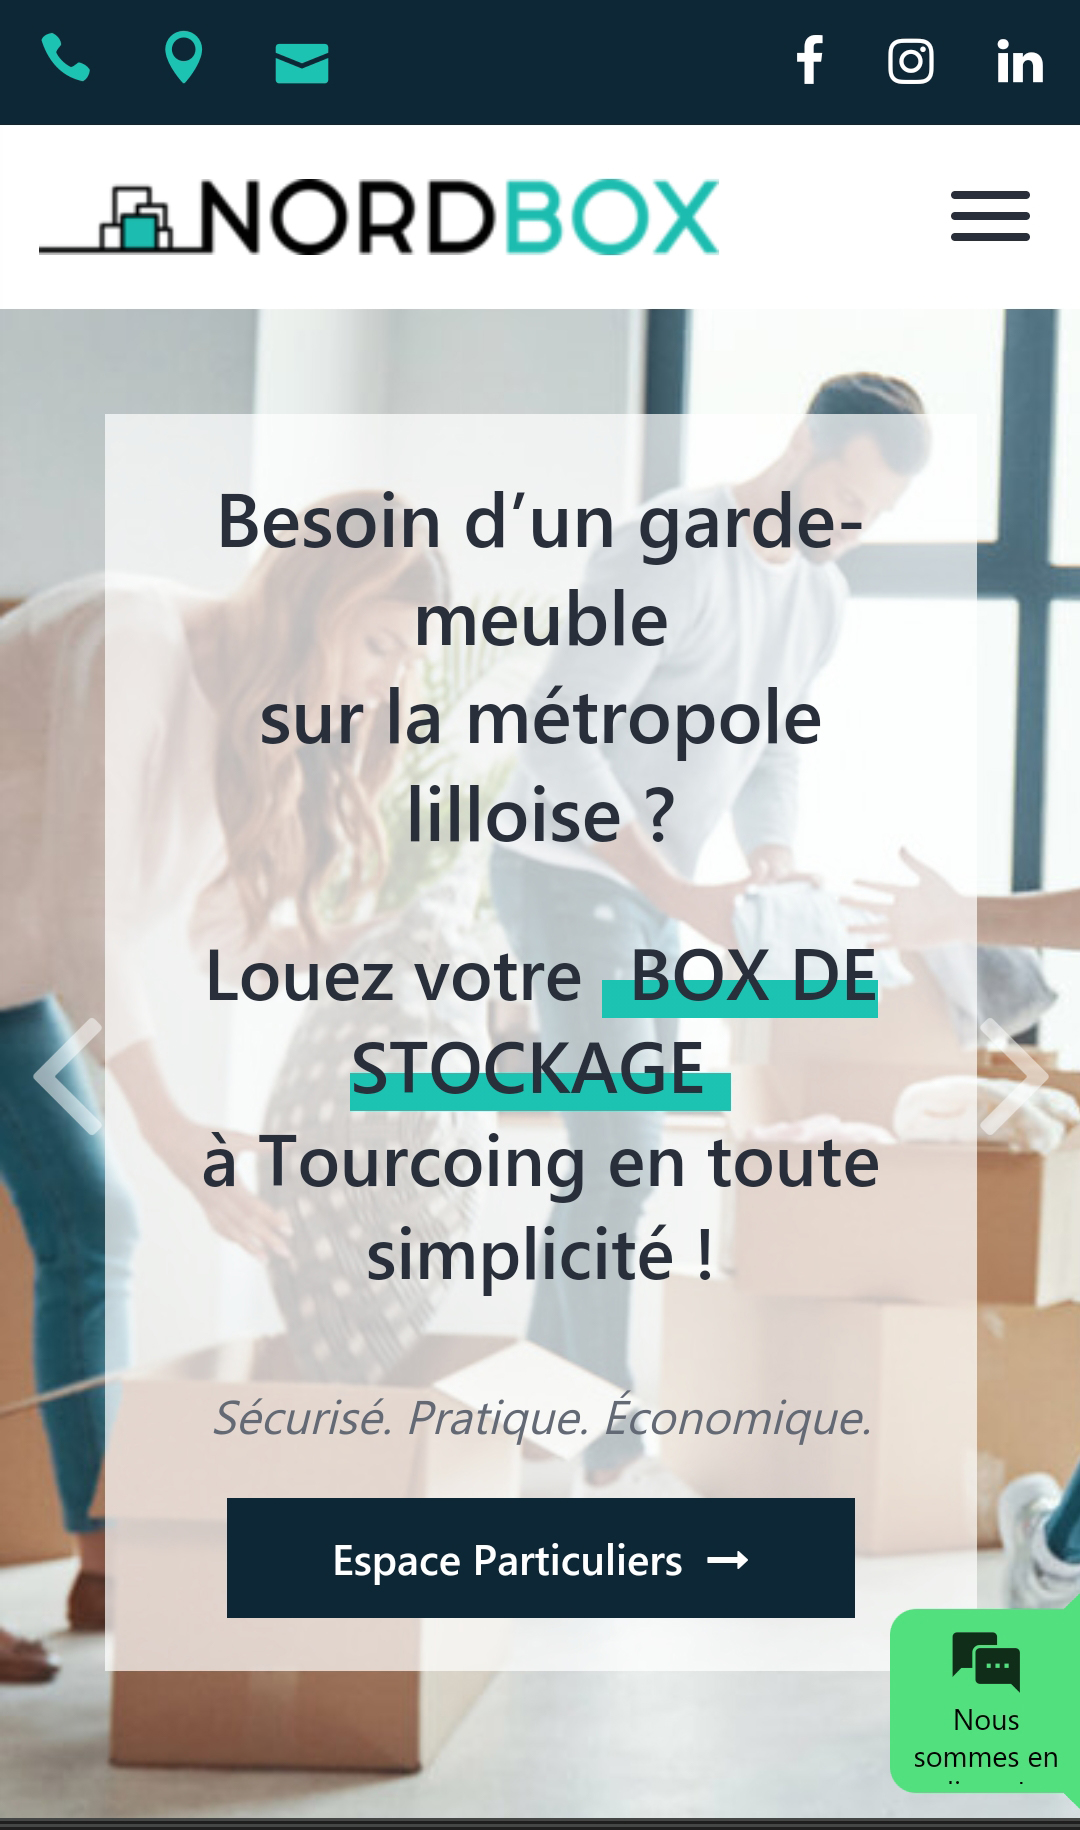 NORDBOX
Besoin d’un garde-
meuble
sur la métropole
lilloise ?
Louez votre BOX DE
STOCKAGE
à Tourcoing en toute
simplicité !
Sécurisé. Pratique. Économique.
Espace Particuliers →
Nous
sommes en